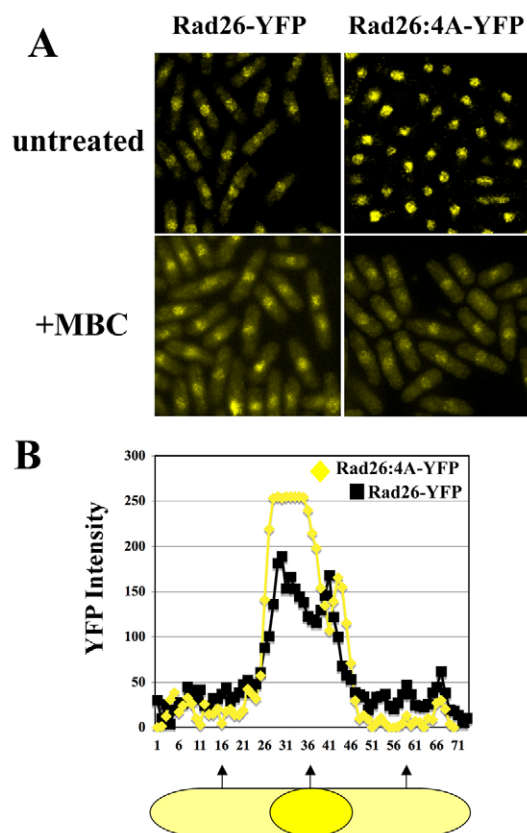 A
Rad26-YFP Rad26:4A-YFP
untreated
+MBC
B
Rad26:4A-YFP
Rad26-YFP
YFP Intensity
300
250
200
150
100
50
0
1 6 11 16 21 26 31 36 41 46 51 56 61 66 71